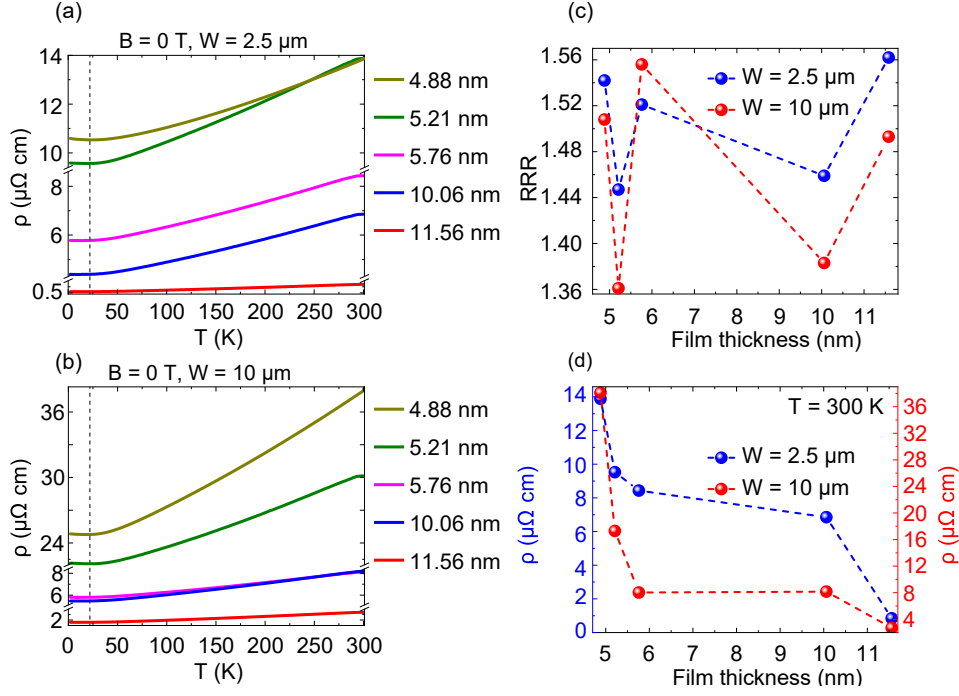 (a)
B = 0 T, W = 2.5 µm
14
12
10
8
6
0.5
ρ (µΩ cm)
0 50 100 150 200 250 300
T (K)
4.88 nm
5.21 nm
5.76 nm
10.06 nm
11.56 nm
(b)
B = 0 T, W = 10 µm
36
30
24
8
6
2
ρ (µΩ cm)
0 50 100 150 200 250 300
T (K)
4.88 nm
5.21 nm
5.76 nm
10.06 nm
11.56 nm
(c)
1.56
1.52
1.48
1.44
1.40
1.36
RRR
W = 2.5 µm
W = 10 µm
5 6 7 8 9 10 11
Film thickness (nm)
(d)
T = 300 K
14
12
10
8
6
4
2
0
ρ (µΩ cm)
W = 2.5 µm
W = 10 µm
36
32
28
24
20
16
12
8
4
ρ (µΩ cm)
5 6 7 8 9 10 11
Film thickness (nm)